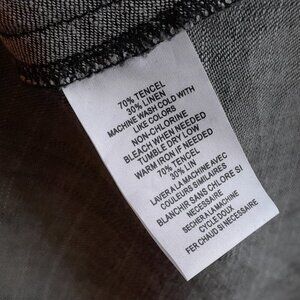 70% TENCEL
30% LINEN
MACHINE WASH COLD WITH
LIKE COLORS
NON-CHLORINE
BLEACH WHEN NEEDED
TUMBLE DRY LOW
WARM IRON IF NEEDED
70% TENCEL
30% LIN
LAVER A LA MACHINE AVEC
COULEURS SIMILAIRES
BLANCHIR SANS CHLORE SI
NECESSAIRE
SECHER A LA MACHINE
CYCLE DOUX
FER CHAUD SI NECESSAIRE